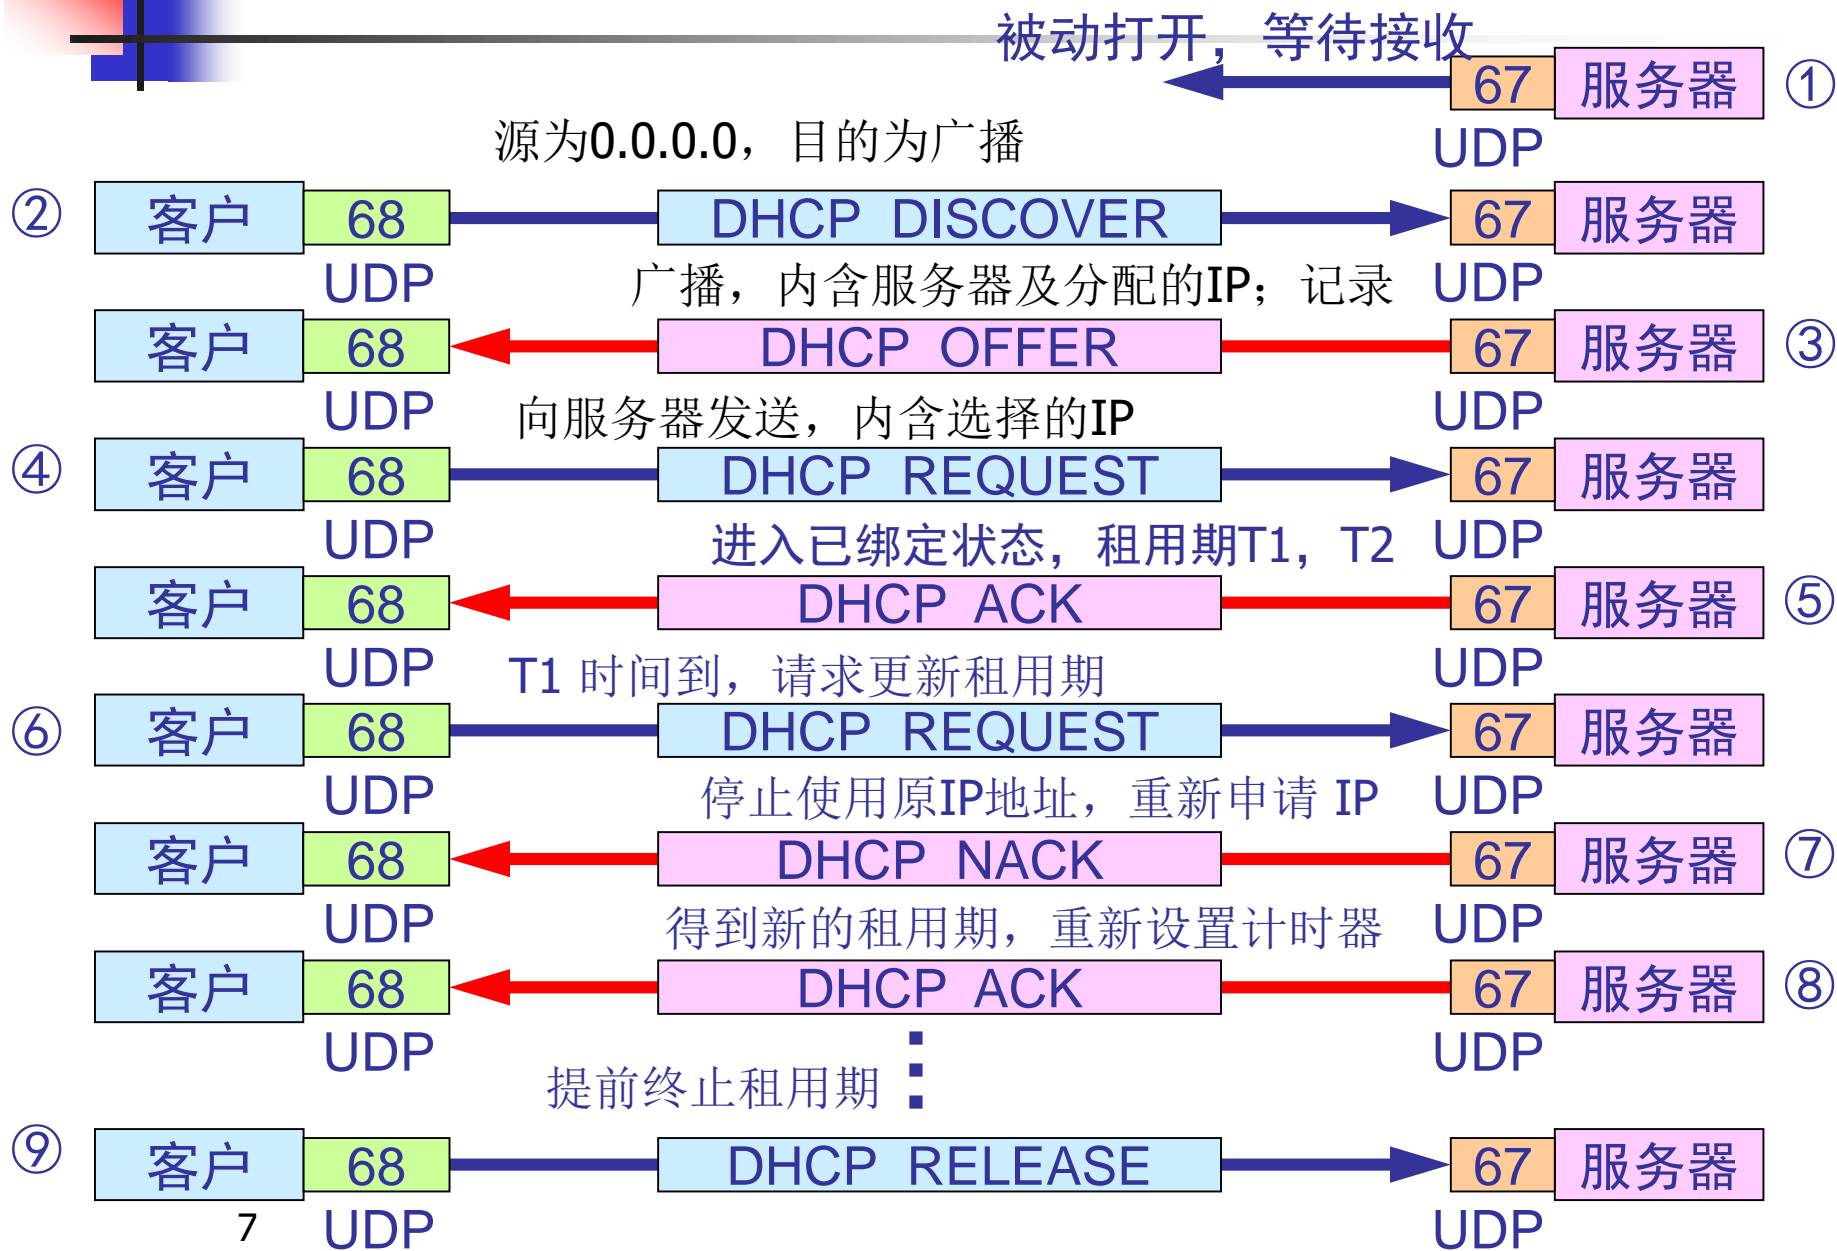 被动打开，等待接收
67 服务器 ①
UDP
源为0.0.0.0，目的为广播
② 客户 68 DHCP DISCOVER 67 服务器
UDP UDP
广播，内含服务器及分配的IP；记录
客户 68 DHCP OFFER 67 服务器 ③
UDP UDP
向服务器发送，内含选择的IP
④ 客户 68 DHCP REQUEST 67 服务器
UDP UDP
进入已绑定状态，租用期T1，T2
客户 68 DHCP ACK 67 服务器 ⑤
UDP UDP
T1 时间到，请求更新租用期
⑥ 客户 68 DHCP REQUEST 67 服务器
UDP UDP
停止使用原IP地址，重新申请 IP
客户 68 DHCP NACK 67 服务器 ⑦
UDP UDP
得到新的租用期，重新设置计时器
客户 68 DHCP ACK 67 服务器 ⑧
UDP UDP
提前终止租用期
⑨ 客户 68 DHCP RELEASE 67 服务器
UDP UDP
7